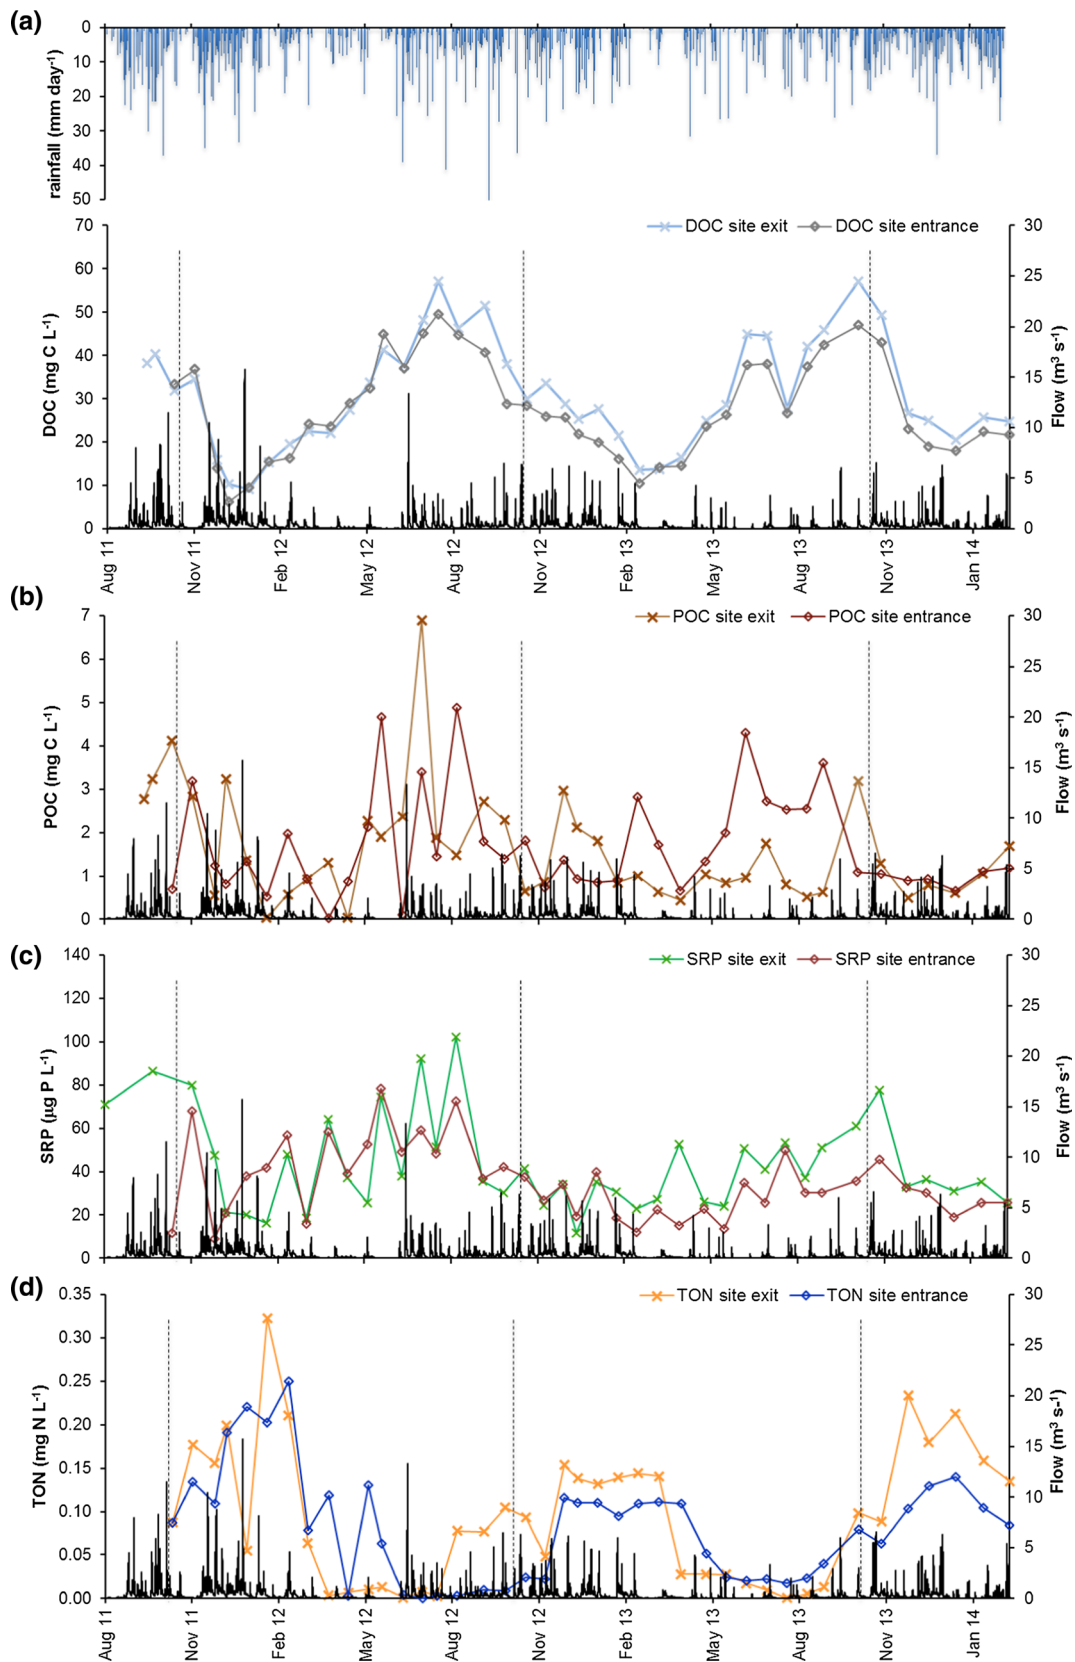 (a)
0
10
20
30
40
50
rainfall (mm day-1)
DOC site exit
DOC site entrance
70
60
50
40
30
20
10
0
DOC (mg C L-1)
30
25
20
15
10
5
0
Flow (m3 s-1)
Aug 11
Nov 11
Feb 12
May 12
Aug 12
Nov 12
Feb 13
May 13
Aug 13
Nov 13
Jan 14
(b)
POC site exit
POC site entrance
7
6
5
4
3
2
1
0
POC (mg C L-1)
30
25
20
15
10
5
0
Flow (m3 s-1)
(c)
SRP site exit
SRP site entrance
140
120
100
80
60
40
20
0
SRP (µg P L-1)
30
25
20
15
10
5
0
Flow (m3 s-1)
(d)
TON site exit
TON site entrance
0.35
0.30
0.25
0.20
0.15
0.10
0.05
0.00
TON (mg N L-1)
30
25
20
15
10
5
0
Flow (m3 s-1)
Aug 11
Nov 11
Feb 12
May 12
Aug 12
Nov 12
Feb 13
May 13
Aug 13
Nov 13
Jan 14